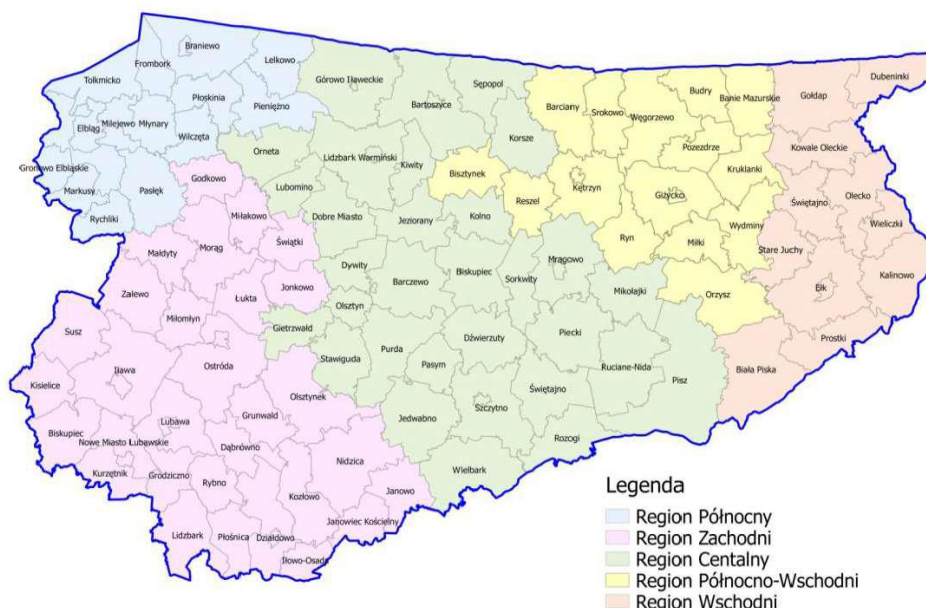 Braniewo
Frombork
Lelkowo
Tolkmicko
Płoskinia
Pieniężno
Elbląg
Milejewo
Młynary
Wilczęta
Gronowo Elbląskie
Markusy
Pasłęk
Rychliki
Górowo Iławeckie
Sępopol
Bartoszyce
Korsze
Orneta
Lidzbark Warmiński
Kiwity
Lubomino
Dobre Miasto
Jeziorany
Kolno
Bisztynek
Reszel
Barciany
Srokowo
Węgorzewo
Budry
Banie Mazurskie
Pozezdrze
Kruklanki
Kętrzyn
Giżycko
Wydminy
Ryn
Miłki
Orzysz
Gołdap
Dubeninki
Kowale Oleckie
Świętajno
Olecko
Wieliczki
Stare Juchy
Kalinowo
Ełk
Prostki
Biała Piska
Godkowo
Miłakowo
Świątki
Małdyty
Morąg
Jonkowo
Zalewo
Łukta
Miłomłyn
Susz
Iława
Ostróda
Kisielice
Olsztynek
Biskupiec
Nowe Miasto Lubawskie
Lubawa
Grunwald
Dąbrówno
Kurzętnik
Grodziczno
Rybno
Nidzica
Kozłowo
Janowo
Lidzbark
Płośnica
Działdowo
Janowiec Kościelny
Iłowo-Osada
Dywity
Barczewo
Biskupiec
Sorkwity
Mrągowo
Mikołajki
Olsztyn
Gietrzwałd
Stawiguda
Purda
Pasym
Dźwierzuty
Piecki
Ruciane-Nida
Pisz
Jedwabno
Szczytno
Świętajno
Rozogi
Wielbark
Legenda
Region Północny
Region Zachodni
Region Centalny
Region Północno-Wschodni
Region Wschodni